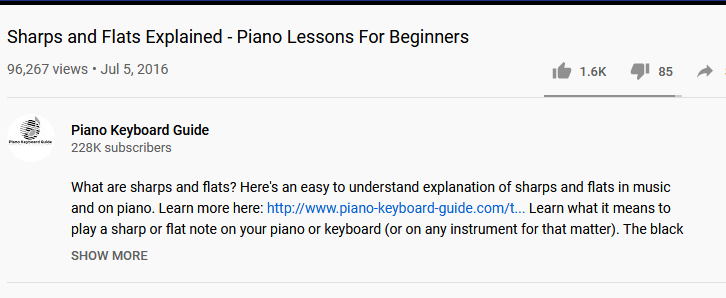 Sharps and Flats Explained - Piano Lessons For Beginners
96,267 views • Jul 5, 2016
1.6K
85
Piano Keyboard Guide
Piano Keyboard Guide
228K subscribers
What are sharps and flats? Here's an easy to understand explanation of sharps and flats in music
and on piano. Learn more here: http://www.piano-keyboard-guide.com/t... Learn what it means to
play a sharp or flat note on your piano or keyboard (or on any instrument for that matter). The black
SHOW MORE